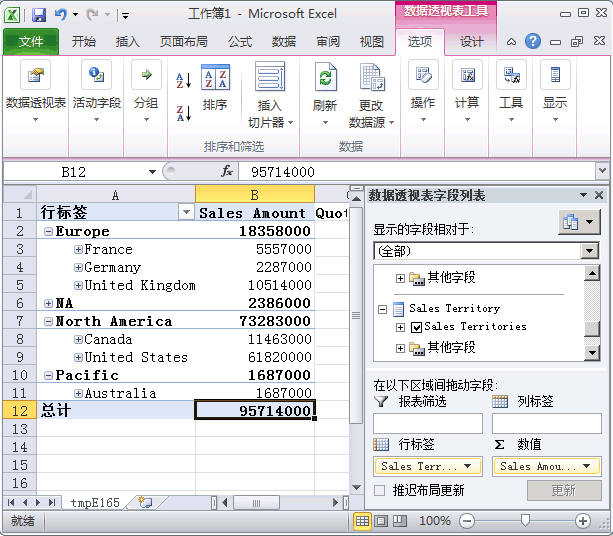 工作簿1 - Microsoft Excel
数据透视表工具
文件 开始 插入 页面布局 公式 数据 审阅 视图 选项 设计
数据透视表 活动字段 分组 排序 插入 切片器 刷新 更改 数据源 操作 计算 工具 显示
排序和筛选 数据
B12 fx 95714000
A B
1 行标签 Sales Amount Quot
2 Europe 18358000
3 France 5557000
4 Germany 2287000
5 United Kingdom 10514000
6 NA 2386000
7 North America 73283000
8 Canada 11463000
9 United States 61820000
10 Pacific 1687000
11 Australia 1687000
12 总计 95714000
13
14
15
16
tmpE165
数据透视表字段列表
显示的字段相对于:
(全部)
其他字段
Sales Territory
Sales Territories
其他字段
在以下区域间拖动字段:
报表筛选 列标签
行标签 Σ 数值
Sales Terr... Sales Amou...
推迟布局更新 更新
就绪 100%